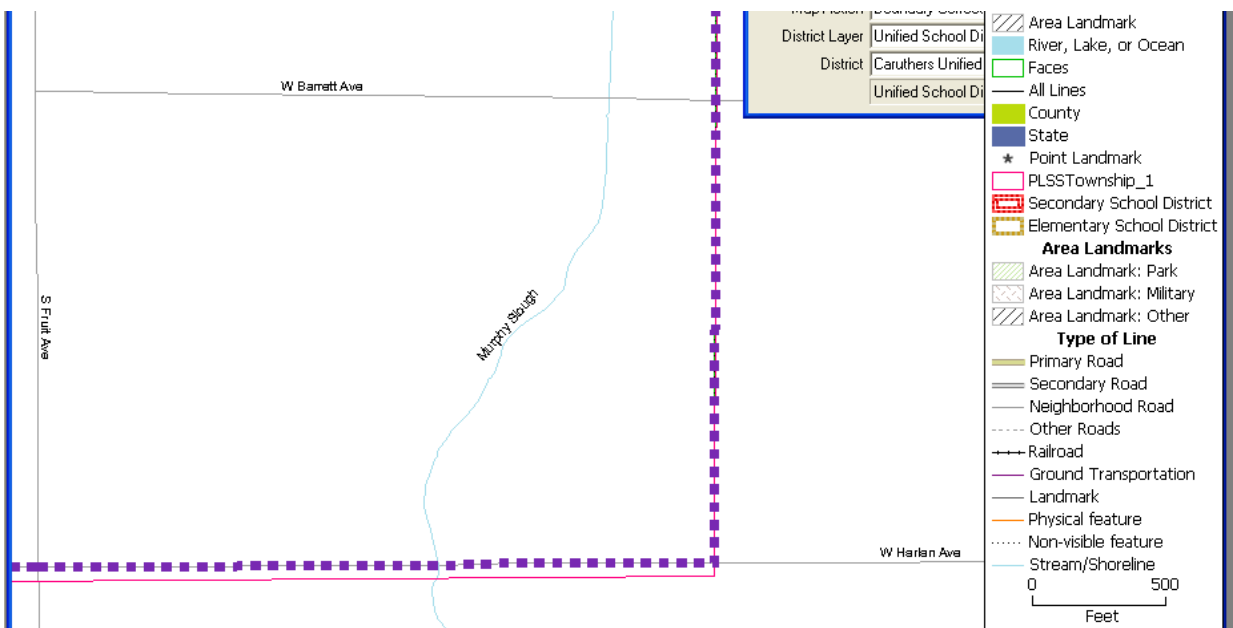 District Layer Unified School Di
District Caruthers Unified
Unified School Di
W Barrett Ave
S Fruit Ave
Murphy Slough
W Harlan Ave
Area Landmark
River, Lake, or Ocean
Faces
All Lines
County
State
Point Landmark
PLSSTownship_1
Secondary School District
Elementary School District
Area Landmarks
Area Landmark: Park
Area Landmark: Military
Area Landmark: Other
Type of Line
Primary Road
Secondary Road
Neighborhood Road
Other Roads
Railroad
Ground Transportation
Landmark
Physical feature
Non-visible feature
Stream/Shoreline
0 500
Feet